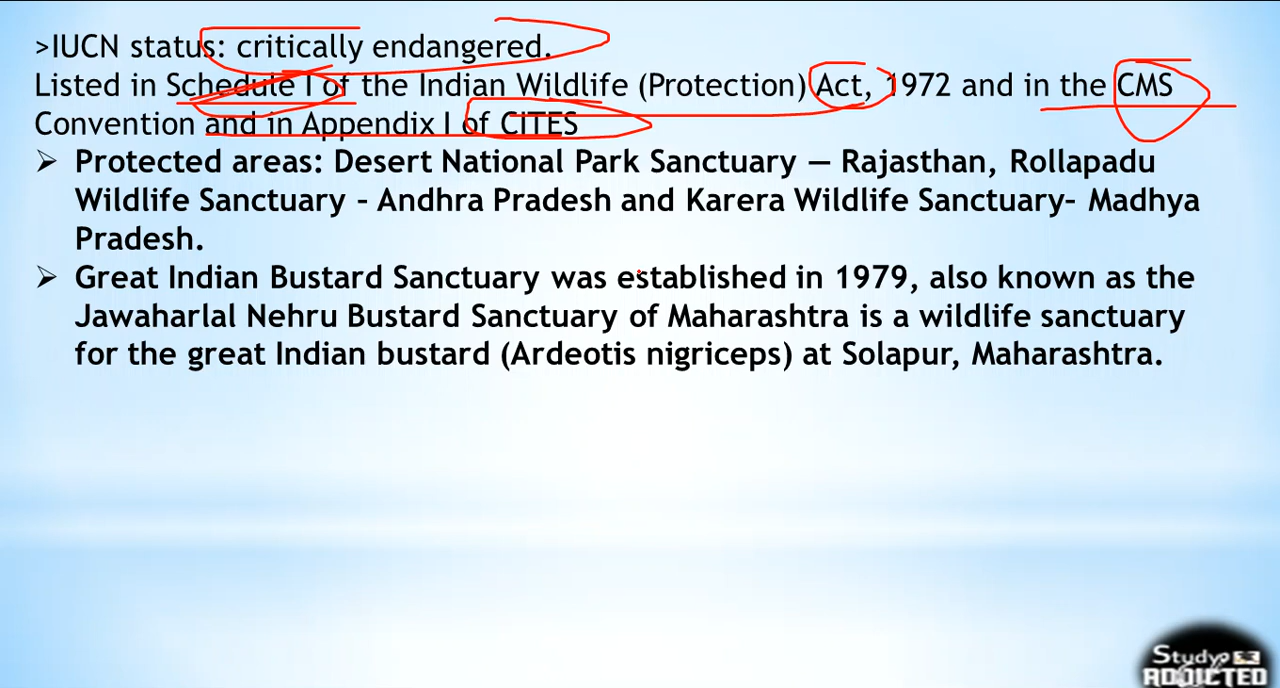 >IUCN status: critically endangered.
Listed in Schedule I of the Indian Wildlife (Protection) Act, 1972 and in the CMS
Convention and in Appendix I of CITES
➢ Protected areas: Desert National Park Sanctuary — Rajasthan, Rollapadu
Wildlife Sanctuary - Andhra Pradesh and Karera Wildlife Sanctuary- Madhya
Pradesh.
➢ Great Indian Bustard Sanctuary was established in 1979, also known as the
Jawaharlal Nehru Bustard Sanctuary of Maharashtra is a wildlife sanctuary
for the great Indian bustard (Ardeotis nigriceps) at Solapur, Maharashtra.
Study
ADDICTED